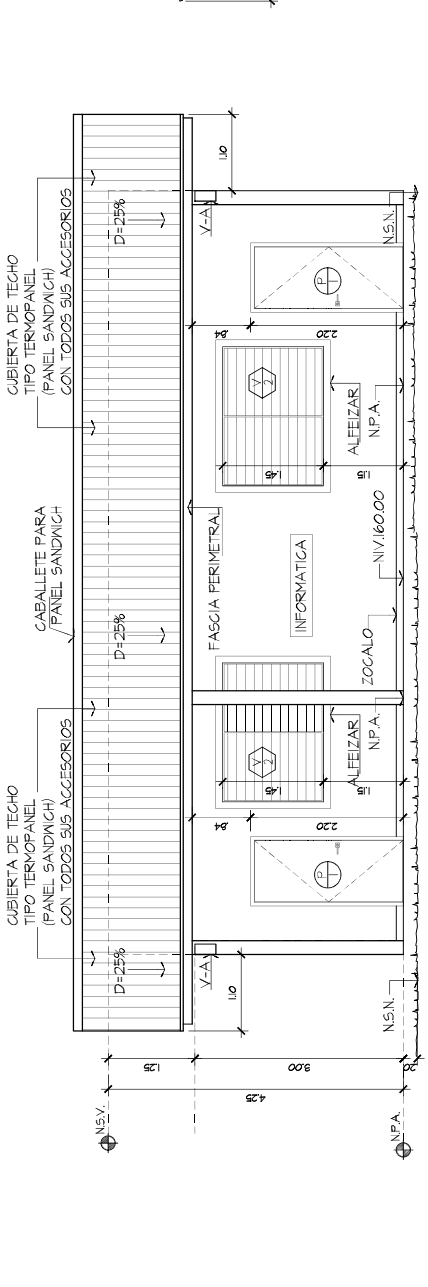 CUBIERTA DE TECHO
TIPO TERMOPANEL
(PANEL SANDWICH)
CON TODOS SUS ACCESORIOS
CABALLETE PARA
PANEL SANDWICH
CUBIERTA DE TECHO
TIPO TERMOPANEL
(PANEL SANDWICH)
CON TODOS SUS ACCESORIOS
N.S.V.
D=25%
D=25%
D=25%
1.25
4.25
3.00
.20
1.10
1.10
V-A
V-A
FASCIA PERIMETRAL
.84
.84
2.20
2.20
V
2
V
2
1.45
1.45
1.15
1.15
INFORMATICA
P
1
P
1
ALFEIZAR
ALFEIZAR
ZOCALO
NIV.160.00
N.P.A.
N.P.A.
N.S.N.
N.S.N.
N.P.A.